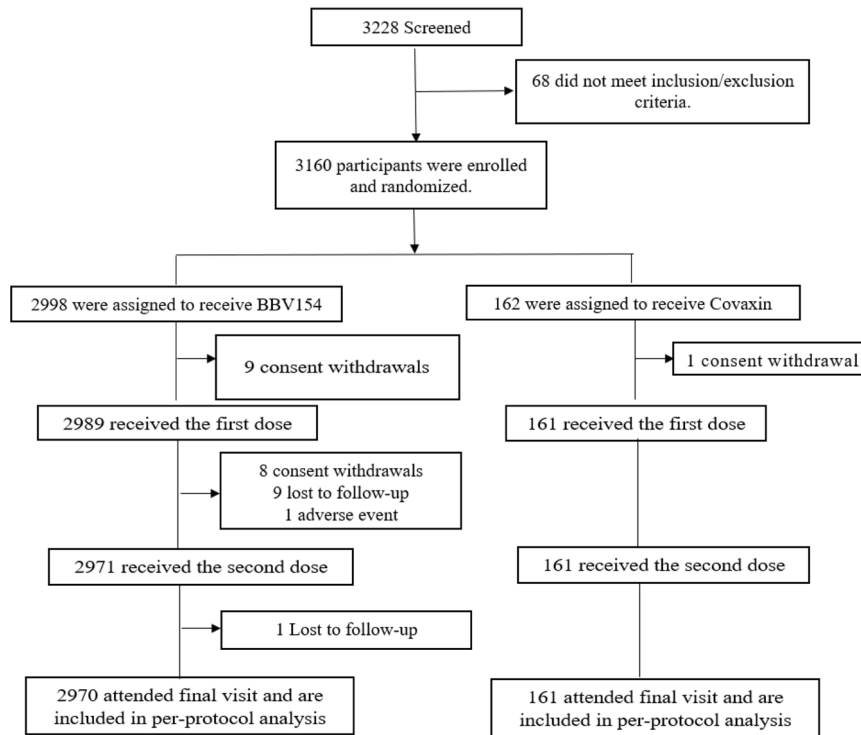 3228 Screened
68 did not meet inclusion/exclusion
criteria.
3160 participants were enrolled
and randomized.
2998 were assigned to receive BBV154
162 were assigned to receive Covaxin
9 consent withdrawals
1 consent withdrawal
2989 received the first dose
161 received the first dose
8 consent withdrawals
9 lost to follow-up
1 adverse event
2971 received the second dose
161 received the second dose
1 Lost to follow-up
2970 attended final visit and are
included in per-protocol analysis
161 attended final visit and are
included in per-protocol analysis